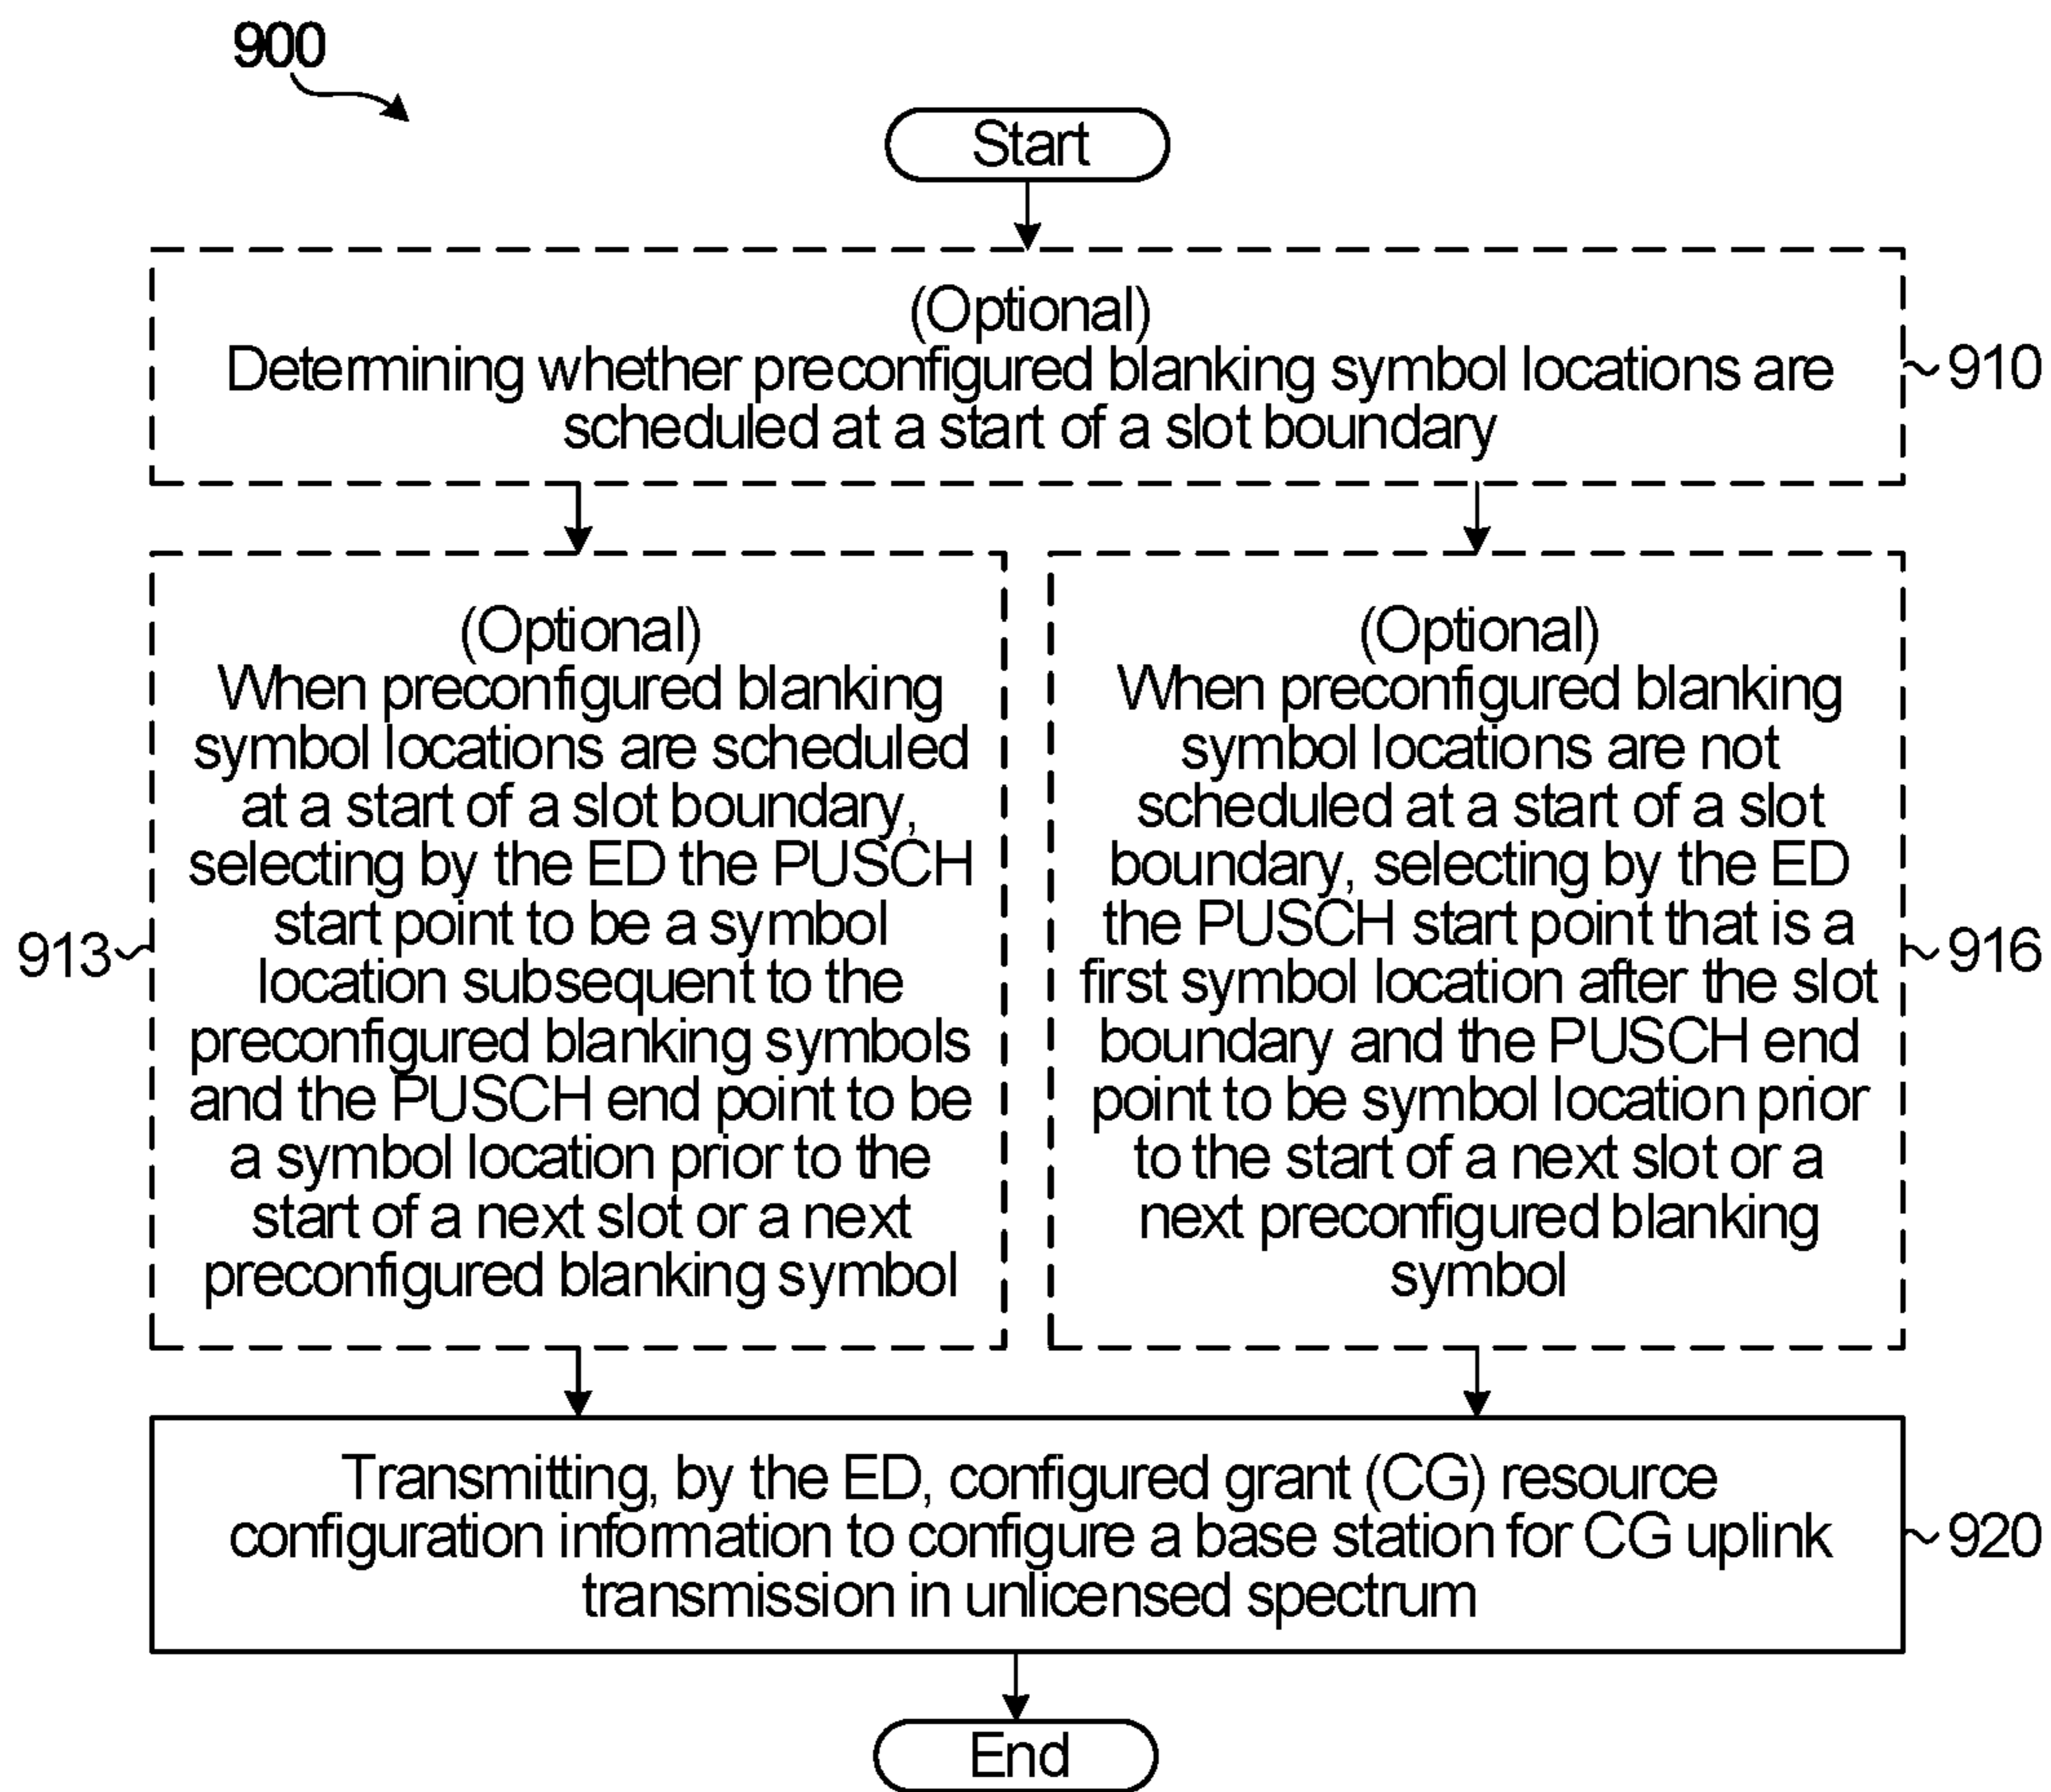 900
Start
(Optional)
Determining whether preconfigured blanking symbol locations are
scheduled at a start of a slot boundary
910
(Optional)
When preconfigured blanking
symbol locations are scheduled
at a start of a slot boundary,
selecting by the ED the PUSCH
start point to be a symbol
location subsequent to the
preconfigured blanking symbols
and the PUSCH end point to be
a symbol location prior to the
start of a next slot or a next
preconfigured blanking symbol
913
(Optional)
When preconfigured blanking
symbol locations are not
scheduled at a start of a slot
boundary, selecting by the ED
the PUSCH start point that is a
first symbol location after the slot
boundary and the PUSCH end
point to be symbol location prior
to the start of a next slot or a
next preconfigured blanking
symbol
916
Transmitting, by the ED, configured grant (CG) resource
configuration information to configure a base station for CG uplink
transmission in unlicensed spectrum
920
End